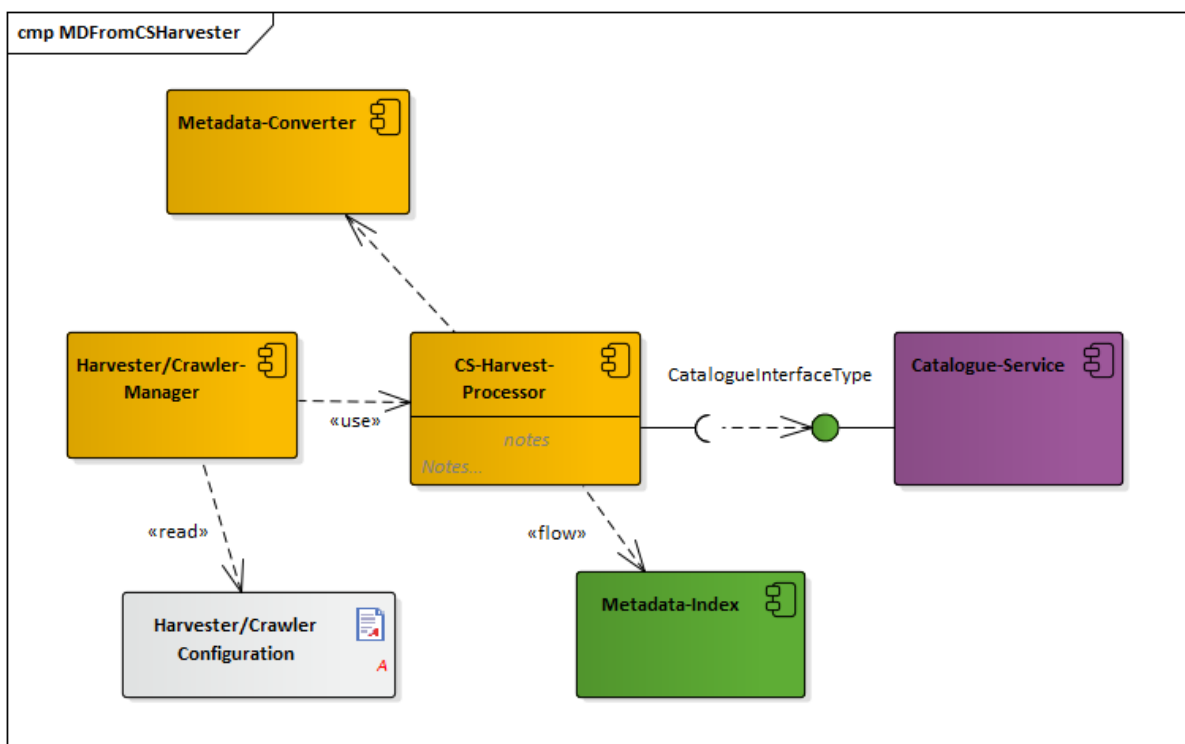 cmp MDFromCSHarvester
Metadata-Converter
Harvester/Crawler-
Manager
«use»
CS-Harvest-
Processor
notes
Notes...
CatalogueInterfaceType
Catalogue-Service
«read»
«flow»
Harvester/Crawler
Configuration
A
Metadata-Index